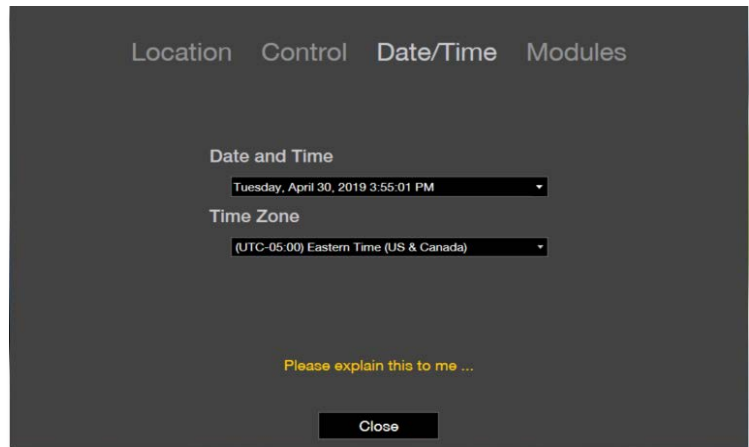 Location Control Date/Time Modules
Date and Time
Tuesday, April 30, 2019 3:55:01 PM
Time Zone
(UTC-05:00) Eastern Time (US & Canada)
Please explain this to me ...
Close